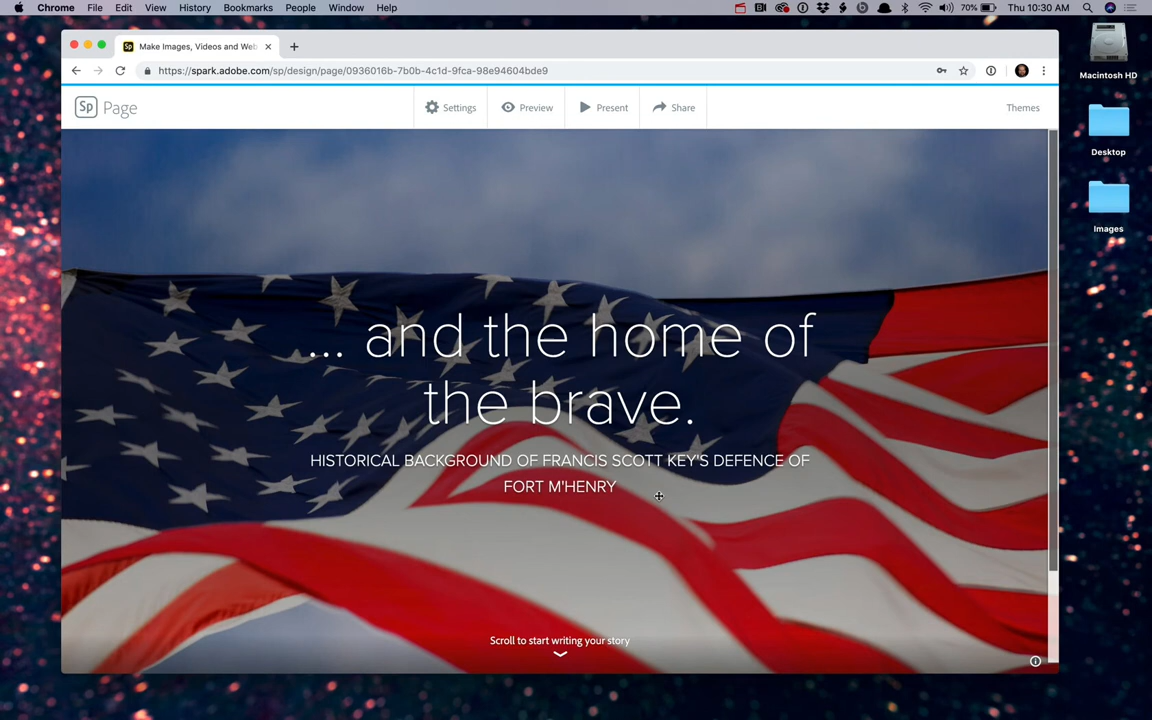 Chrome File Edit View History Bookmarks People Window Help 70% Thu 10:30 AM
Make Images, Videos and Web
https://spark.adobe.com/sp/design/page/0936016b-7b0b-4c1d-9fca-98e94604bde9
Sp Page Settings Preview Present Share Themes
... and the home of
the brave.
HISTORICAL BACKGROUND OF FRANCIS SCOTT KEY'S DEFENCE OF
FORT M'HENRY
Scroll to start writing your story
Macintosh HD
Desktop
Images